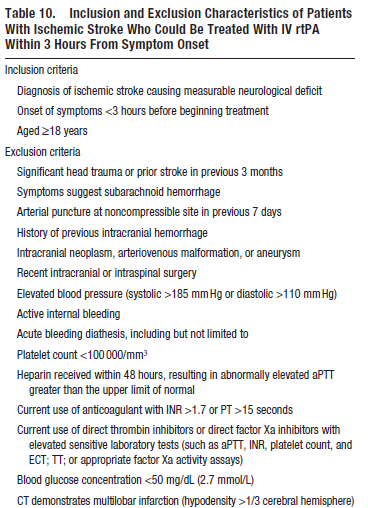 Table 10. Inclusion and Exclusion Characteristics of Patients
With Ischemic Stroke Who Could Be Treated With IV rtPA
Within 3 Hours From Symptom Onset
Inclusion criteria
Diagnosis of ischemic stroke causing measurable neurological deficit
Onset of symptoms <3 hours before beginning treatment
Aged ≥18 years
Exclusion criteria
Significant head trauma or prior stroke in previous 3 months
Symptoms suggest subarachnoid hemorrhage
Arterial puncture at noncompressible site in previous 7 days
History of previous intracranial hemorrhage
Intracranial neoplasm, arteriovenous malformation, or aneurysm
Recent intracranial or intraspinal surgery
Elevated blood pressure (systolic >185 mm Hg or diastolic >110 mm Hg)
Active internal bleeding
Acute bleeding diathesis, including but not limited to
Platelet count <100 000/mm³
Heparin received within 48 hours, resulting in abnormally elevated aPTT
greater than the upper limit of normal
Current use of anticoagulant with INR >1.7 or PT >15 seconds
Current use of direct thrombin inhibitors or direct factor Xa inhibitors with
elevated sensitive laboratory tests (such as aPTT, INR, platelet count, and
ECT; TT; or appropriate factor Xa activity assays)
Blood glucose concentration <50 mg/dL (2.7 mmol/L)
CT demonstrates multilobar infarction (hypodensity >1/3 cerebral hemisphere)